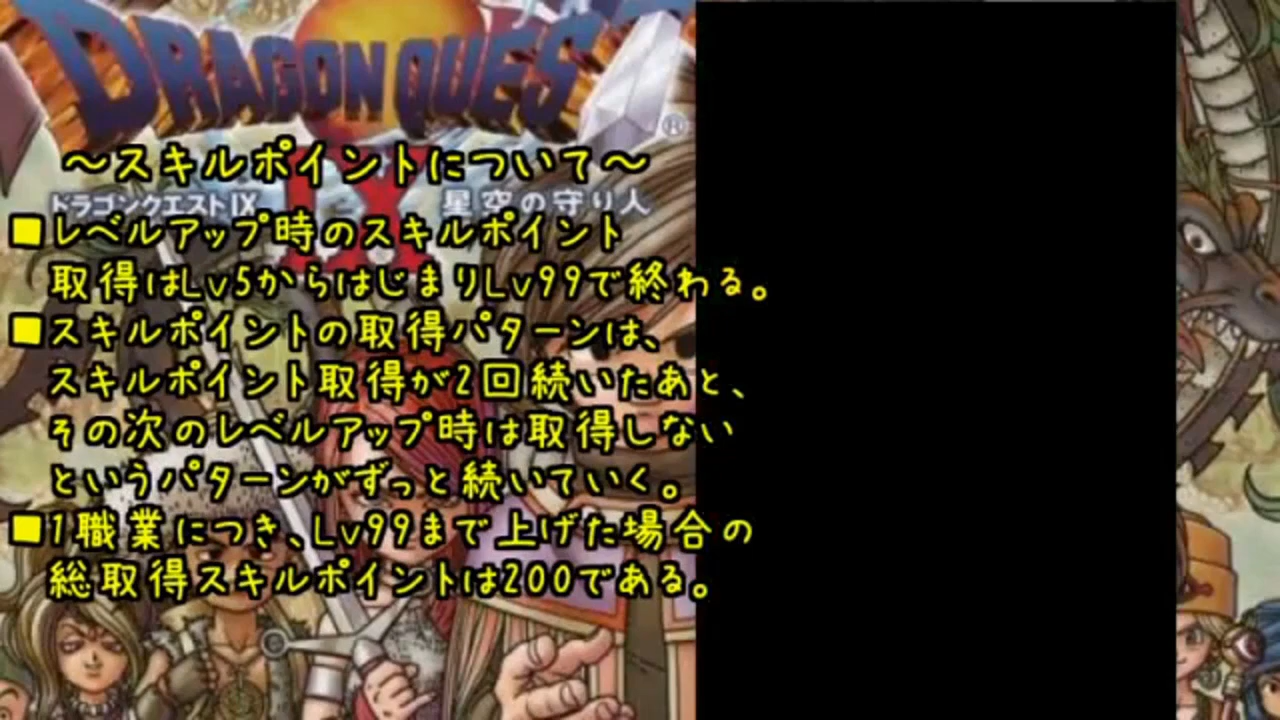 DRAGON QUEST
®
～スキルポイントについて～
ドラゴンクエストIX 星空の守り人
IX
■レベルアップ時のスキルポイント
取得はLv5からはじまりLv99で終わる。
■スキルポイントの取得パターンは、
スキルポイント取得が2回続いたあと、
その次のレベルアップ時は取得しない
というパターンがずっと続いていく。
■1職業につき、Lv99まで上げた場合の
総取得スキルポイントは200である。